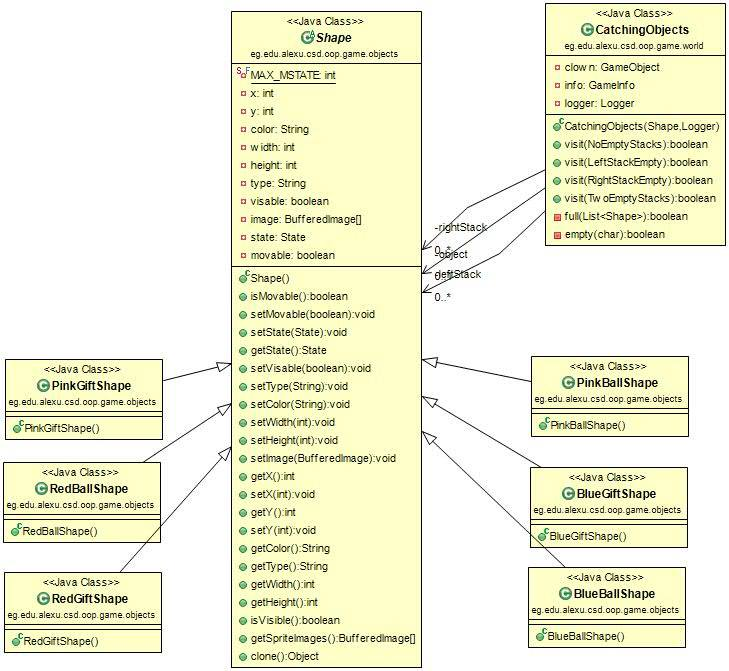 <<Java Class>>
Shape
eg.edu.alexu.csd.oop.game.objects
MAX_MSTATE: int
x: int
y: int
color: String
width: int
height: int
type: String
visable: boolean
image: BufferedImage[]
state: State
movable: boolean
Shape()
isMovable():boolean
setMovable(boolean):void
setState(State):void
getState():State
setVisable(boolean):void
setType(String):void
setColor(String):void
setWidth(int):void
setHeight(int):void
setImage(BufferedImage):void
getX():int
setX(int):void
getY():int
setY(int):void
getColor():String
getType():String
getWidth():int
getHeight():int
isVisible():boolean
getSpriteImages():BufferedImage[]
clone():Object
<<Java Class>>
CatchingObjects
eg.edu.alexu.csd.oop.game.world
clown: GameObject
info: GameInfo
logger: Logger
CatchingObjects(Shape,Logger)
visit(NoEmptyStacks):boolean
visit(LeftStackEmpty):boolean
visit(RightStackEmpty):boolean
visit(TwoEmptyStacks):boolean
full(List<Shape>):boolean
empty(char):boolean
-rightStack
0..*
-object
-leftStack
0..*
<<Java Class>>
PinkGiftShape
eg.edu.alexu.csd.oop.game.objects
PinkGiftShape()
<<Java Class>>
RedBallShape
eg.edu.alexu.csd.oop.game.objects
RedBallShape()
<<Java Class>>
RedGiftShape
eg.edu.alexu.csd.oop.game.objects
RedGiftShape()
<<Java Class>>
PinkBallShape
eg.edu.alexu.csd.oop.game.objects
PinkBallShape()
<<Java Class>>
BlueGiftShape
eg.edu.alexu.csd.oop.game.objects
BlueGiftShape()
<<Java Class>>
BlueBallShape
eg.edu.alexu.csd.oop.game.objects
BlueBallShape()